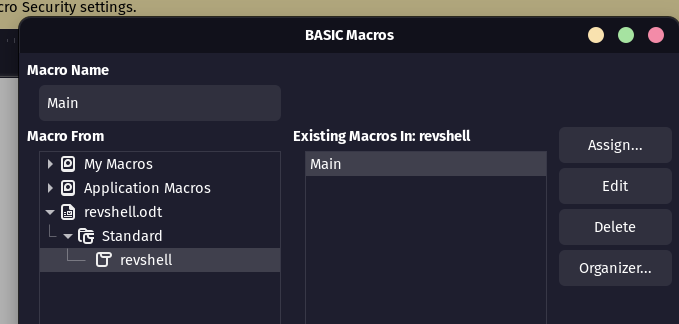 cro Security settings.
BASIC Macros
Macro Name
Main
Macro From
Existing Macros In: revshell
My Macros
Application Macros
revshell.odt
Standard
revshell
Main
Assign...
Edit
Delete
Organizer...